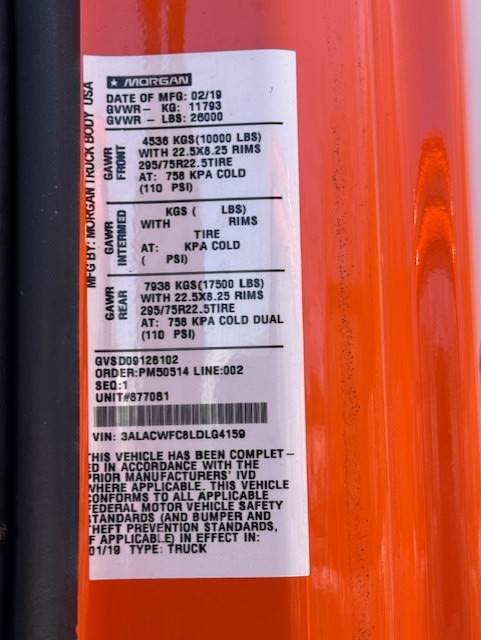 MORGAN
MFG BY: MORGAN TRUCK BODY USA
DATE OF MFG: 02/19
GVWR- KG: 11793
GVWR- LBS: 26000
GAWR FRONT
4536 KGS(10000 LBS)
WITH 22.5X8.25 RIMS
295/75R22.5TIRE
AT: 758 KPA COLD
(110 PSI)
GAWR INTERMED
KGS ( LBS)
WITH RIMS
TIRE
AT: KPA COLD
( PSI)
GAWR REAR
7938 KGS(17500 LBS)
WITH 22.5X8.25 RIMS
295/75R22.5TIRE
AT: 758 KPA COLD DUAL
(110 PSI)
GVSD09126102
ORDER:PM50514 LINE:002
SEQ:1
UNIT#877081
VIN: 3ALACWFC8LDLG4159
THIS VEHICLE HAS BEEN COMPLET-
ED IN ACCORDANCE WITH THE
PRIOR MANUFACTURERS' IVD
WHERE APPLICABLE. THIS VEHICLE
CONFORMS TO ALL APPLICABLE
FEDERAL MOTOR VEHICLE SAFETY
STANDARDS (AND BUMPER AND
THEFT PREVENTION STANDARDS,
IF APPLICABLE) IN EFFECT IN:
01/19 TYPE: TRUCK